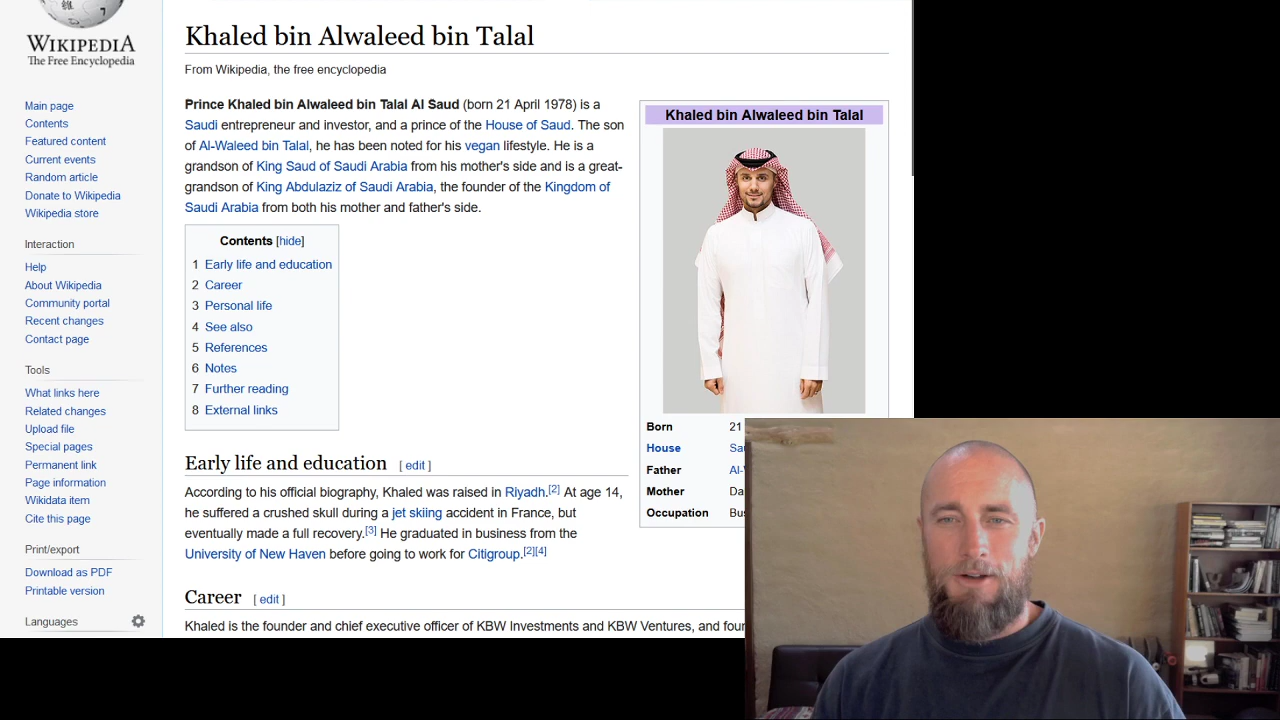 WIKIPEDIA
The Free Encyclopedia
Main page
Contents
Featured content
Current events
Random article
Donate to Wikipedia
Wikipedia store
Interaction
Help
About Wikipedia
Community portal
Recent changes
Contact page
Tools
What links here
Related changes
Upload file
Special pages
Permanent link
Page information
Wikidata item
Cite this page
Print/export
Download as PDF
Printable version
Languages
Khaled bin Alwaleed bin Talal
From Wikipedia, the free encyclopedia
Prince Khaled bin Alwaleed bin Talal Al Saud (born 21 April 1978) is a
Saudi entrepreneur and investor, and a prince of the House of Saud. The son
of Al-Waleed bin Talal, he has been noted for his vegan lifestyle. He is a
grandson of King Saud of Saudi Arabia from his mother's side and is a great-
grandson of King Abdulaziz of Saudi Arabia, the founder of the Kingdom of
Saudi Arabia from both his mother and father's side.
Contents [hide]
1 Early life and education
2 Career
3 Personal life
4 See also
5 References
6 Notes
7 Further reading
8 External links
Early life and education [ edit ]
According to his official biography, Khaled was raised in Riyadh.[2] At age 14,
he suffered a crushed skull during a jet skiing accident in France, but
eventually made a full recovery.[3] He graduated in business from the
University of New Haven before going to work for Citigroup.[2][4]
Career [ edit ]
Khaled is the founder and chief executive officer of KBW Investments and KBW Ventures, and
Khaled bin Alwaleed bin Talal
Born 21
House
Father
Mother
Occupation